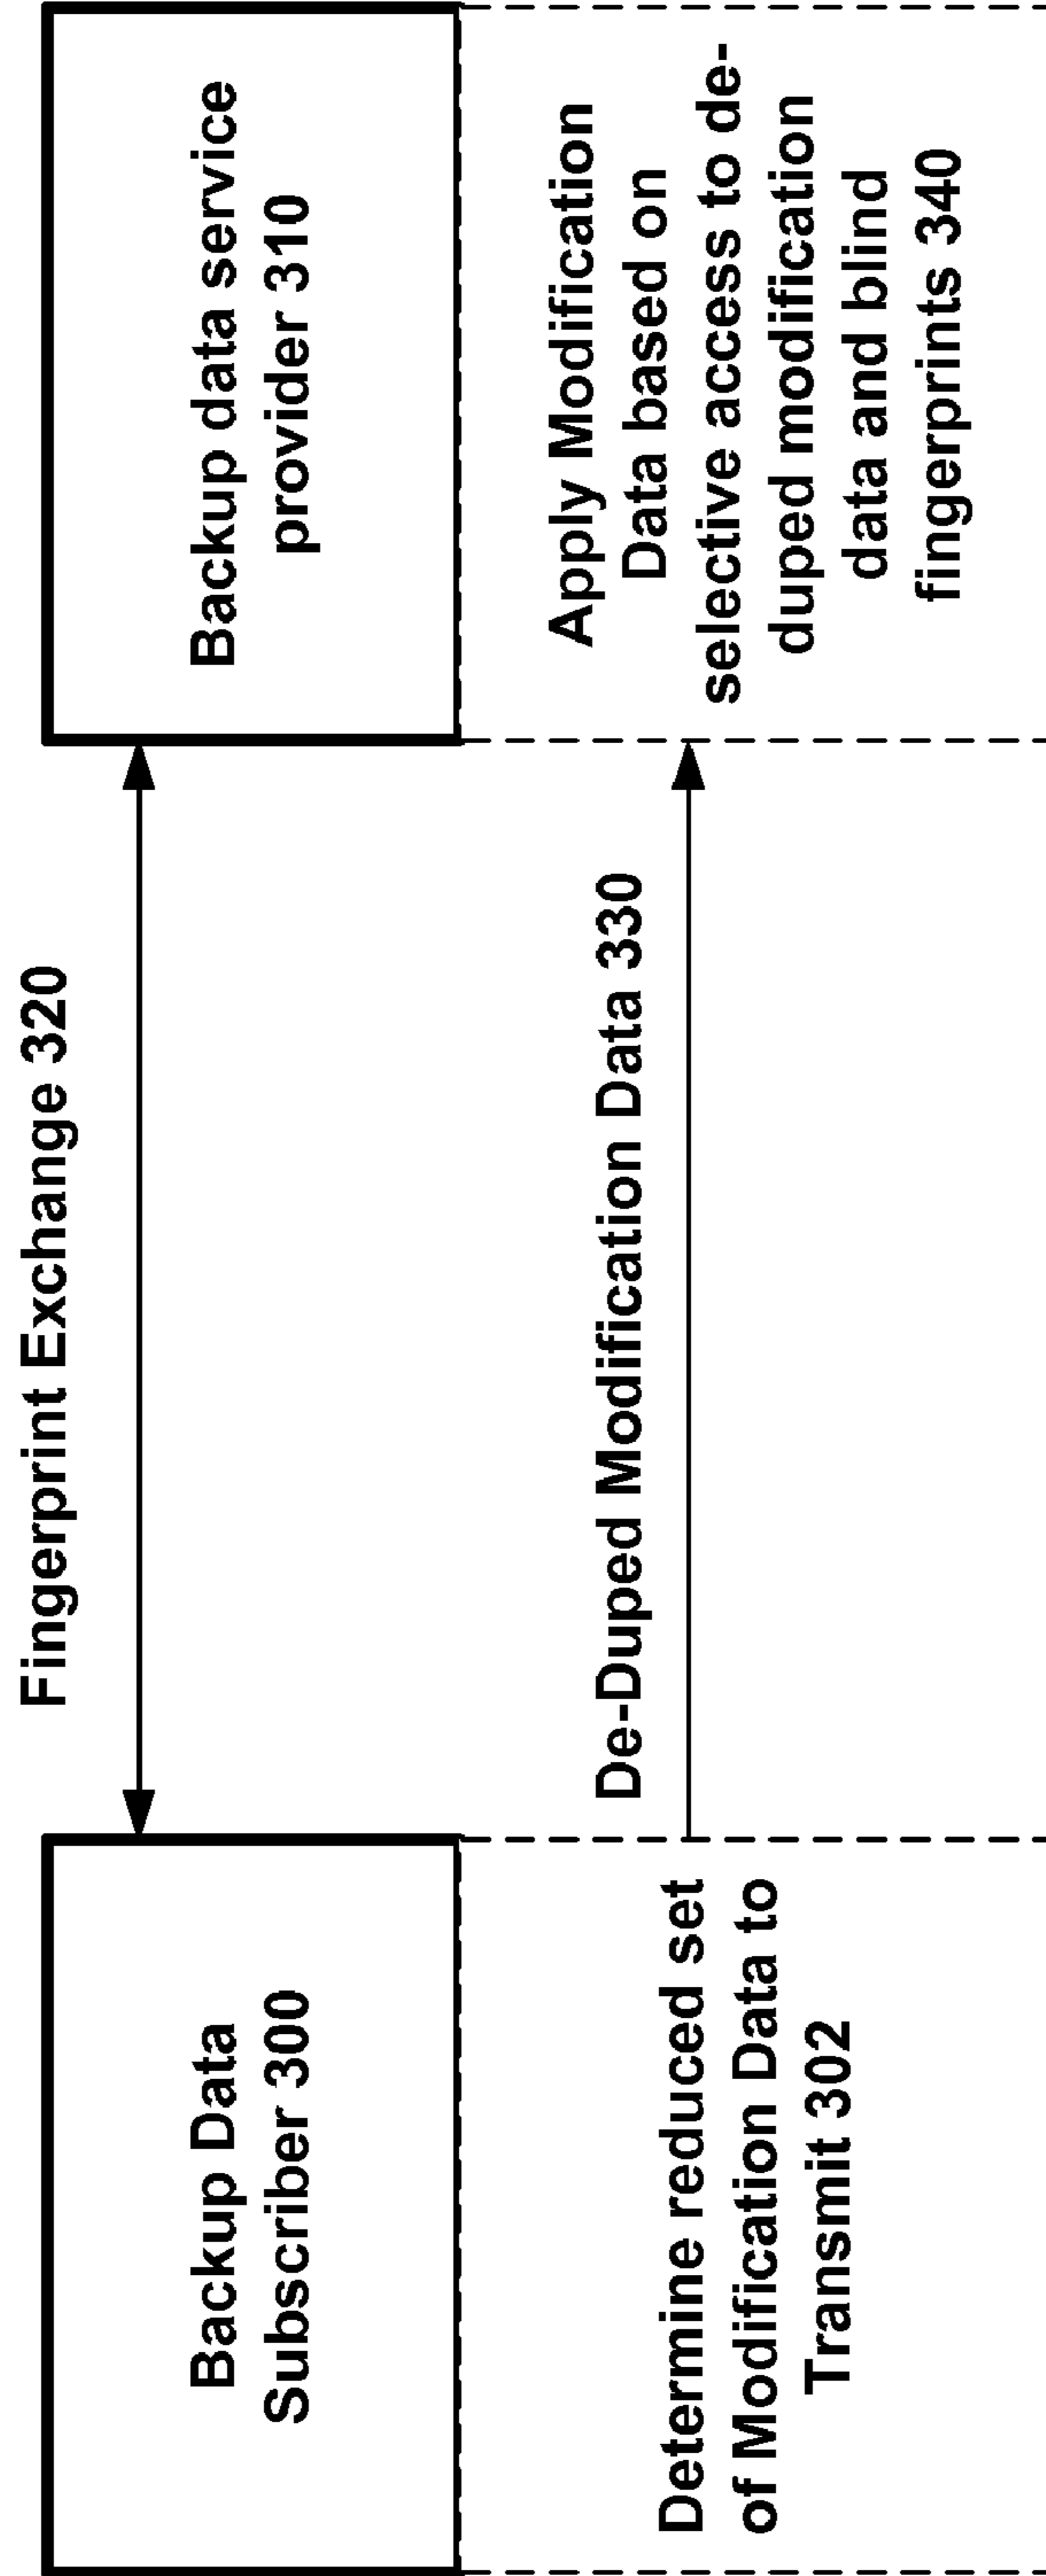 Fingerprint Exchange 320
Backup Data
Subscriber 300
Backup data service
provider 310
De-Duped Modification Data 330
Determine reduced set
of Modification Data to
Transmit 302
Apply Modification
Data based on
selective access to de-
duped modification
data and blind
fingerprints 340